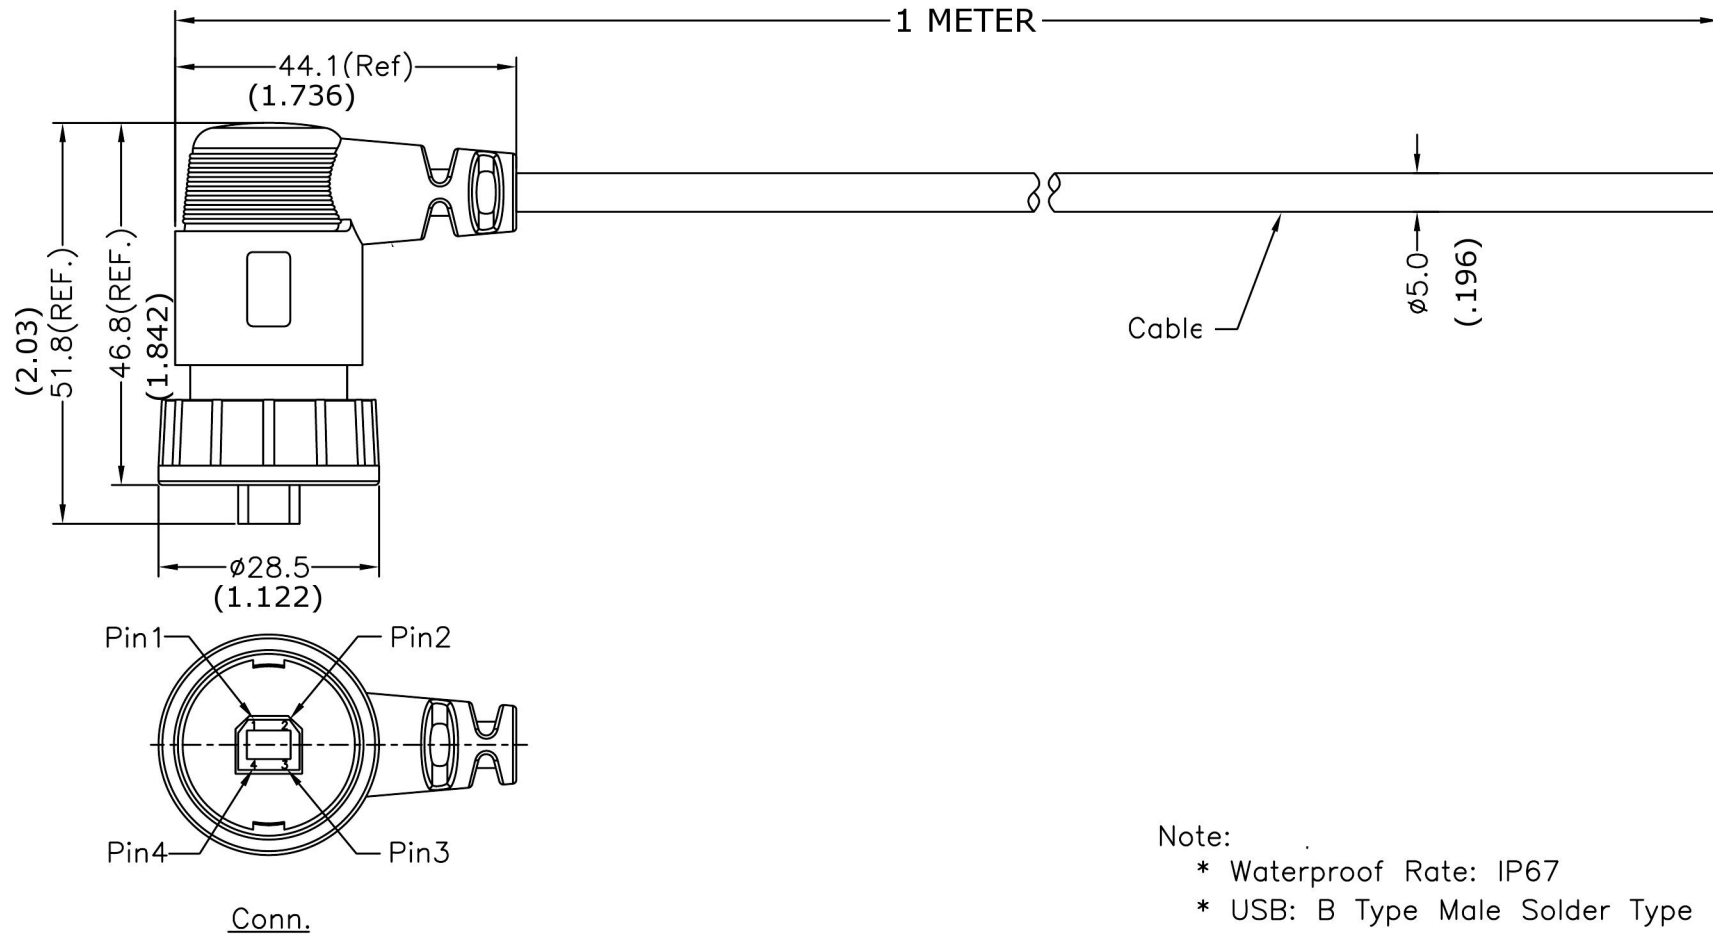 1 METER
44.1(Ref)
(1.736)
(2.03)
51.8(REF.)
46.8(REF.)
(1.842)
ø5.0
(.196)
Cable
ø28.5
(1.122)
Pin1
Pin2
1 2
4 3
Pin4
Pin3
Conn.
Note:
* Waterproof Rate: IP67
* USB: B Type Male Solder Type